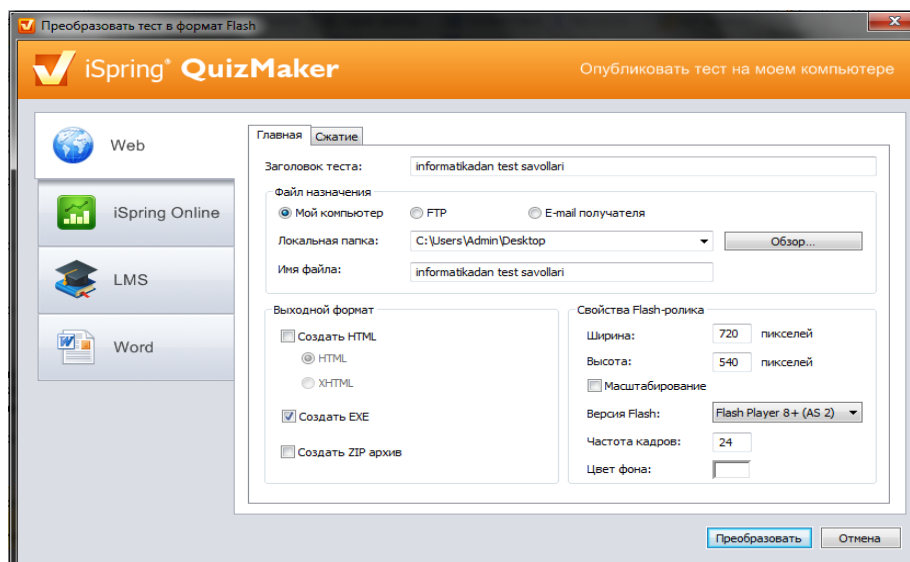 Преобразовать тест в формат Flash
iSpring® QuizMaker
Опубликовать тест на моем компьютере
Web
iSpring Online
LMS
Word
Главная Сжатие
Заголовок теста: informatikadan test savollari
Файл назначения
Мой компьютер FTP E-mail получателя
Локальная папка: C:\Users\Admin\Desktop Обзор...
Имя файла: informatikadan test savollari
Выходной формат
Создать HTML
HTML
XHTML
Создать EXE
Создать ZIP архив
Свойства Flash-ролика
Ширина: 720 пикселей
Высота: 540 пикселей
Масштабирование
Версия Flash: Flash Player 8+ (AS 2)
Частота кадров: 24
Цвет фона:
Преобразовать Отмена